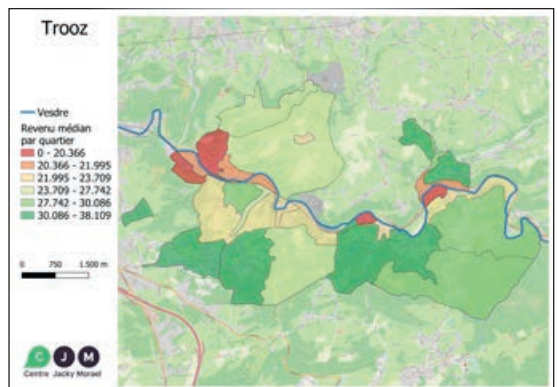 Trooz
Vesdre
Revenu médian
par quartier
0 - 20.366
20.366 - 21.995
21.995 - 23.709
23.709 - 27.742
27.742 - 30.086
30.086 - 38.109
0 750 1.500 m
C J M
Centre Jacky Morael